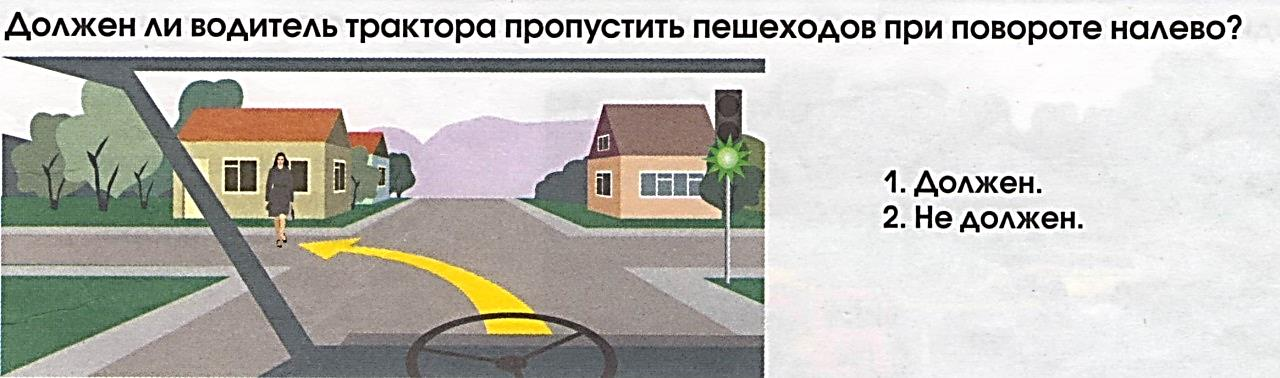 Должен ли водитель трактора пропустить пешеходов при повороте налево?
1. Должен.
2. Не должен.